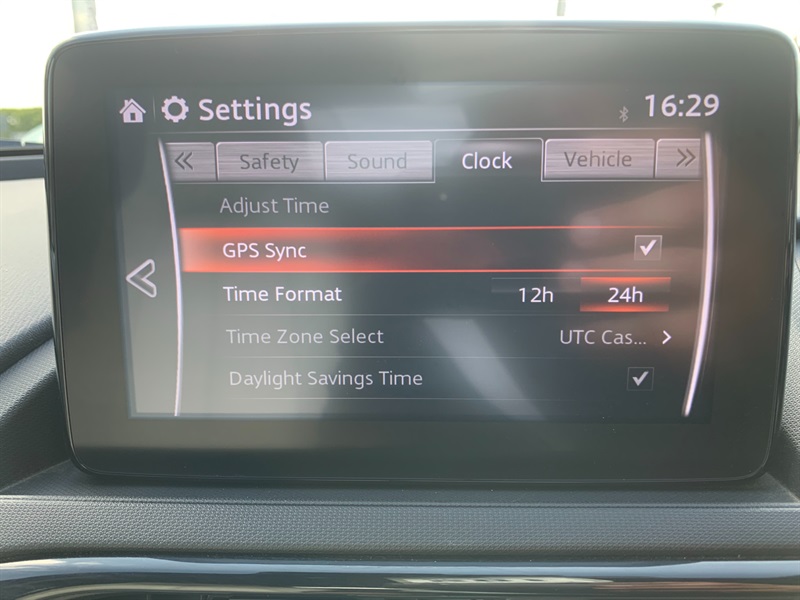 Settings 16:29
« Safety Sound Clock Vehicle »
Adjust Time
GPS Sync
Time Format 12h 24h
Time Zone Select UTC Cas...
Daylight Savings Time